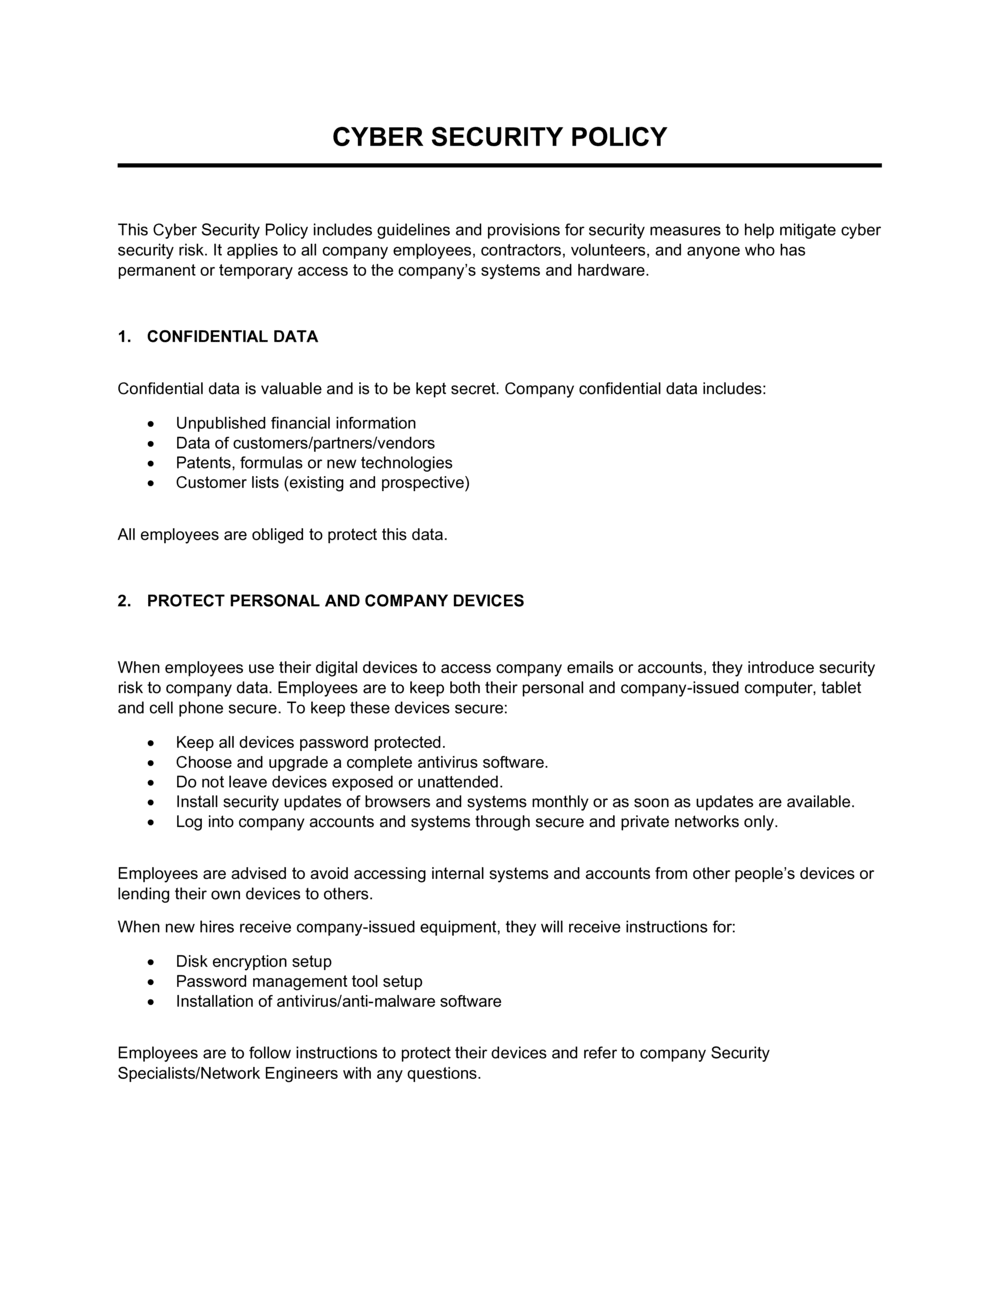 CYBER SECURITY POLICY
This Cyber Security Policy includes guidelines and provisions for security measures to help mitigate cyber
security risk. It applies to all company employees, contractors, volunteers, and anyone who has
permanent or temporary access to the company’s systems and hardware.
1. CONFIDENTIAL DATA
Confidential data is valuable and is to be kept secret. Company confidential data includes:
• Unpublished financial information
• Data of customers/partners/vendors
• Patents, formulas or new technologies
• Customer lists (existing and prospective)
All employees are obliged to protect this data.
2. PROTECT PERSONAL AND COMPANY DEVICES
When employees use their digital devices to access company emails or accounts, they introduce security
risk to company data. Employees are to keep both their personal and company-issued computer, tablet
and cell phone secure. To keep these devices secure:
• Keep all devices password protected.
• Choose and upgrade a complete antivirus software.
• Do not leave devices exposed or unattended.
• Install security updates of browsers and systems monthly or as soon as updates are available.
• Log into company accounts and systems through secure and private networks only.
Employees are advised to avoid accessing internal systems and accounts from other people’s devices or
lending their own devices to others.
When new hires receive company-issued equipment, they will receive instructions for:
• Disk encryption setup
• Password management tool setup
• Installation of antivirus/anti-malware software
Employees are to follow instructions to protect their devices and refer to company Security
Specialists/Network Engineers with any questions.